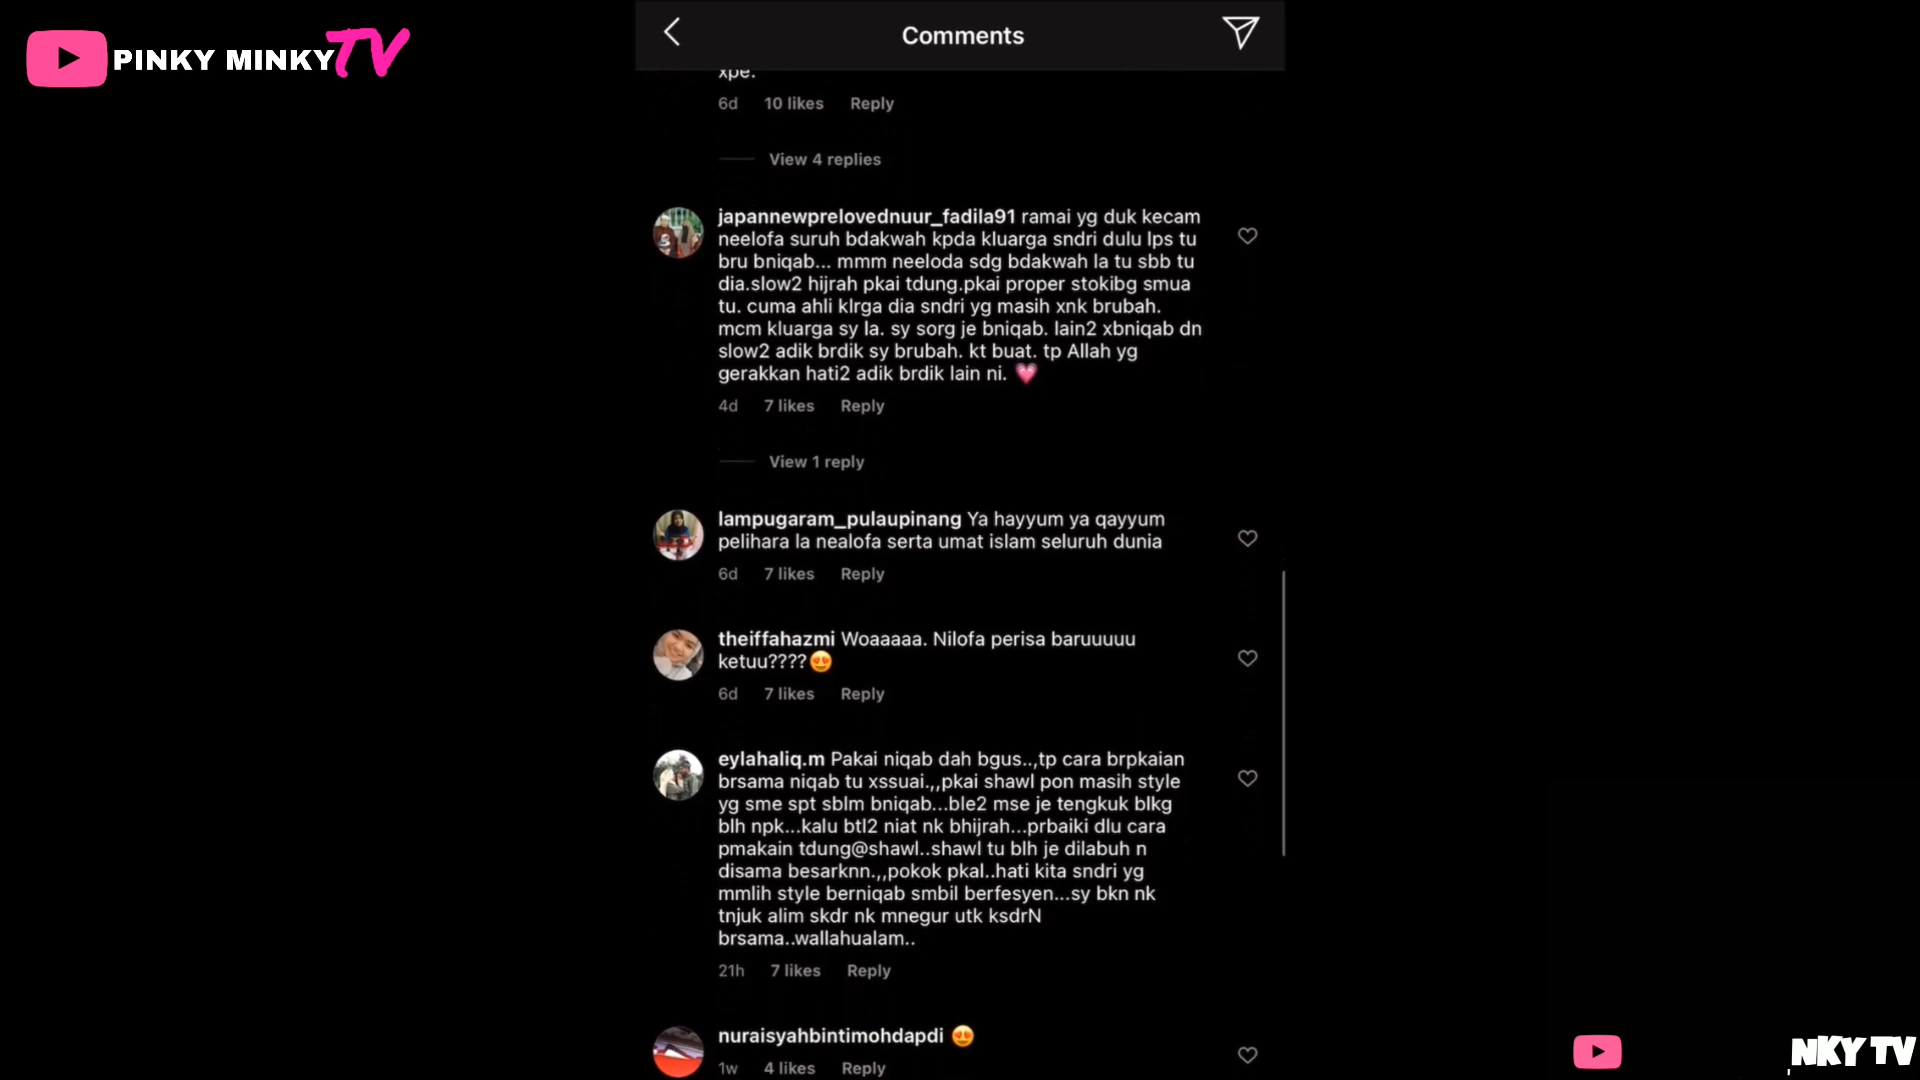 PINKY MINKY TV
Comments
xpe.
6d 10 likes Reply
View 4 replies
japannewprelovednuur_fadila91 ramai yg duk kecam
neelofa suruh bdakwah kpda kluarga sndri dulu lps tu
bru bniqab... mmm neeloda sdg bdakwah la tu sbb tu
dia.slow2 hijrah pkai tdung.pkai proper stokibg smua
tu. cuma ahli klrga dia sndri yg masih xnk brubah.
mcm kluarga sy la. sy sorg je bniqab. lain2 xbniqab dn
slow2 adik brdik sy brubah. kt buat. tp Allah yg
gerakkan hati2 adik brdik lain ni. 💗
4d 7 likes Reply
View 1 reply
lampugaram_pulaupinang Ya hayyum ya qayyum
pelihara la nealofa serta umat islam seluruh dunia
6d 7 likes Reply
theiffahazmi Woaaaaa. Nilofa perisa baruuuuu
ketuu????😍
6d 7 likes Reply
eylahaliq.m Pakai niqab dah bgus..,tp cara brpkaian
brsama niqab tu xssuai.,,pkai shawl pon masih style
yg sme spt sblm bniqab...ble2 mse je tengkuk blkg
blh npk...kalu btl2 niat nk bhijrah...prbaiki dlu cara
pmakain tdung@shawl..shawl tu blh je dilabuh n
disama besarknn.,,pokok pkal..hati kita sndri yg
mmlih style berniqab smbil berfesyen...sy bkn nk
tnjuk alim skdr nk mnegur utk ksdrN
brsama..wallahualam..
21h 7 likes Reply
nuraisyahbintimohdapdi 😍
1w 4 likes Reply
NKY TV